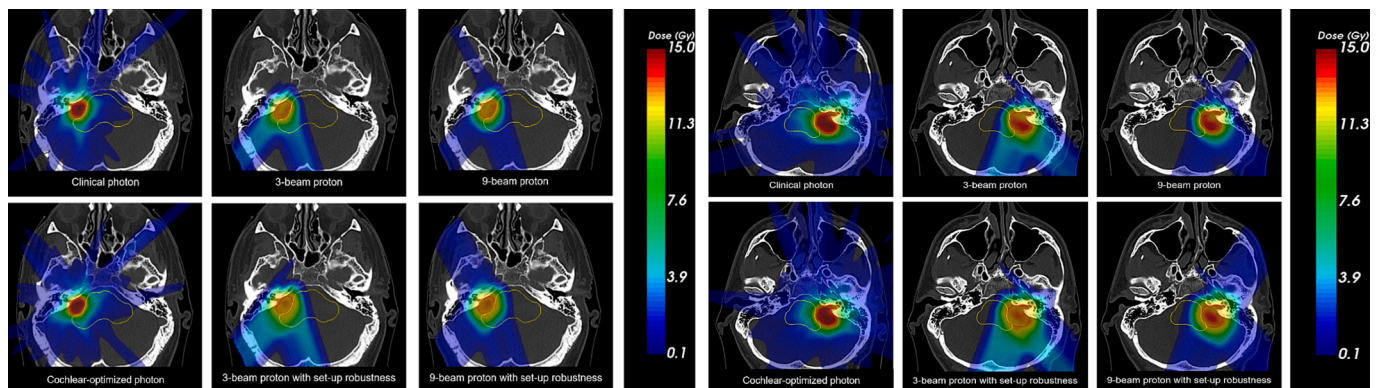 Clinical photon
3-beam proton
9-beam proton
Cochlear-optimized photon
3-beam proton with set-up robustness
9-beam proton with set-up robustness
Dose (Gy)
15.0
11.3
7.6
3.9
0.1
Clinical photon
3-beam proton
9-beam proton
Cochlear-optimized photon
3-beam proton with set-up robustness
9-beam proton with set-up robustness
Dose (Gy)
15.0
11.3
7.6
3.9
0.1